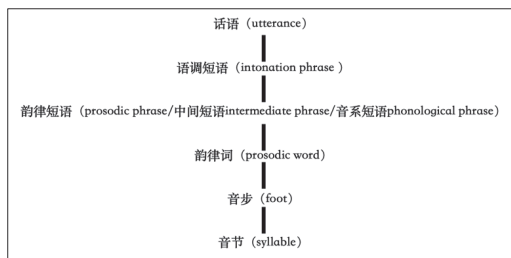 话语（utterance）
语调短语（intonation phrase ）
韵律短语（prosodic phrase/中间短语intermediate phrase/音系短语phonological phrase）
韵律词（prosodic word）
音步（foot）
音节（syllable）